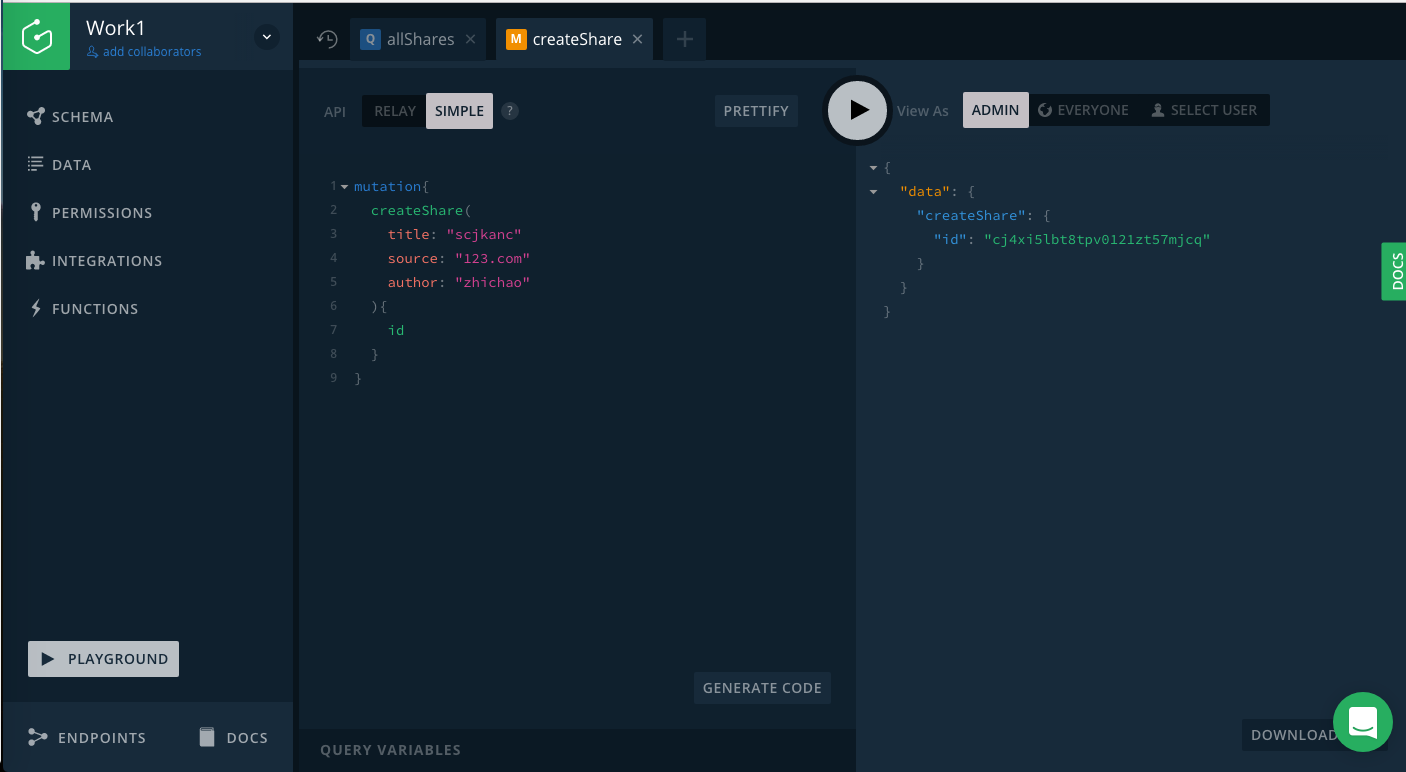 Work1
add collaborators
SCHEMA
DATA
PERMISSIONS
INTEGRATIONS
FUNCTIONS
PLAYGROUND
ENDPOINTS DOCS
Q allShares × M createShare × +
API RELAY SIMPLE ? PRETTIFY
View As ADMIN EVERYONE SELECT USER
1 mutation{
2 createShare(
3 title: "scjkanc"
4 source: "123.com"
5 author: "zhichao"
6 ){
7 id
8 }
9 }
GENERATE CODE
QUERY VARIABLES
{
"data": {
"createShare": {
"id": "cj4xi5lbt8tpv0121zt57mjcq"
}
}
}
DOCS
DOWNLOAD